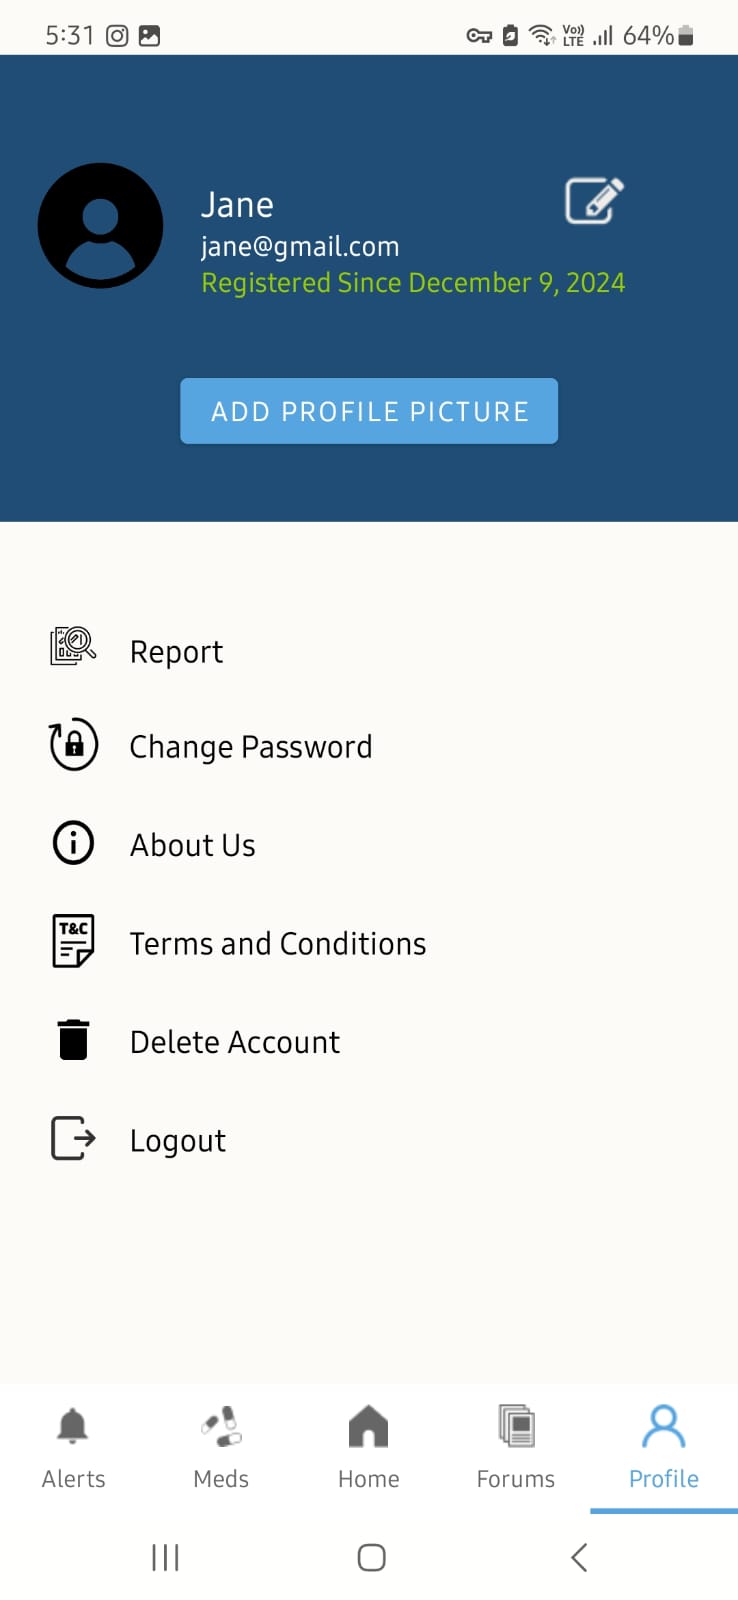 5:31
Vo))
LTE
64%
Jane
jane@gmail.com
Registered Since December 9, 2024
ADD PROFILE PICTURE
Report
Change Password
About Us
T&C
Terms and Conditions
Delete Account
Logout
Alerts
Meds
Home
Forums
Profile